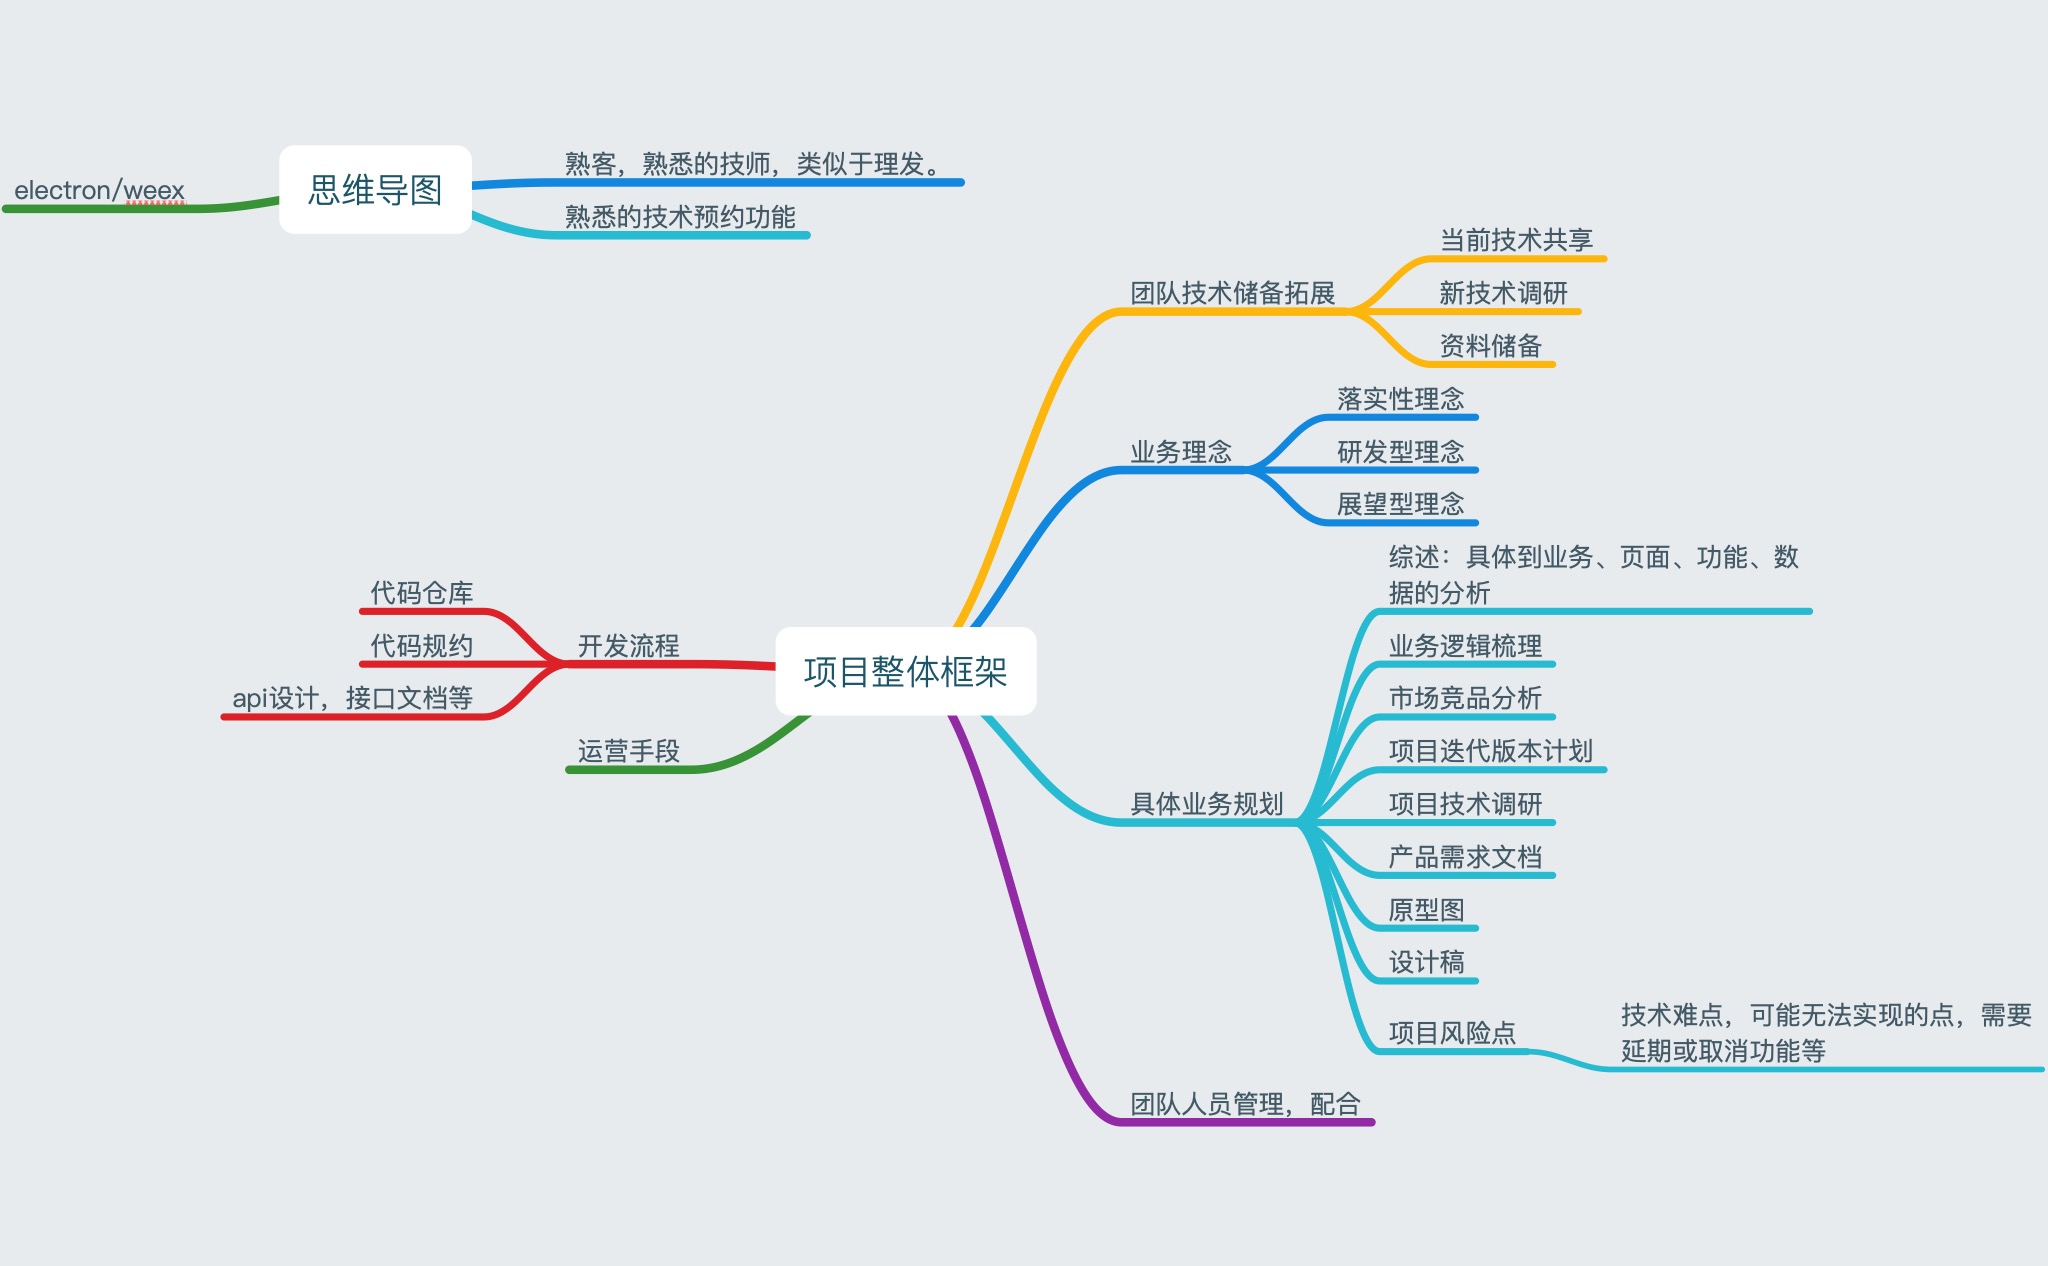 思维导图
electron/weex
熟客，熟悉的技师，类似于理发。
熟悉的技术预约功能
项目整体框架
团队技术储备拓展
当前技术共享
新技术调研
资料储备
业务理念
落实性理念
研发型理念
展望型理念
具体业务规划
综述：具体到业务、页面、功能、数
据的分析
业务逻辑梳理
市场竞品分析
项目迭代版本计划
项目技术调研
产品需求文档
原型图
设计稿
项目风险点
技术难点，可能无法实现的点，需要
延期或取消功能等
团队人员管理，配合
开发流程
代码仓库
代码规约
api设计，接口文档等
运营手段